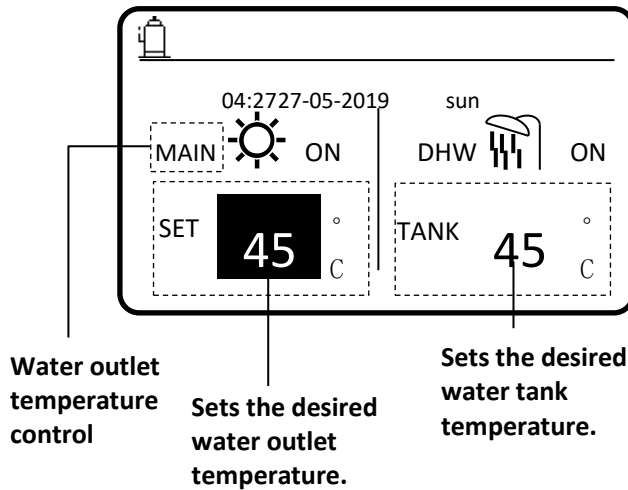 04:2727-05-2019 sun
MAIN ON DHW ON
SET 45 °C TANK 45 °C
Water outlet
temperature
control
Sets the desired
water outlet
temperature.
Sets the desired
water tank
temperature.